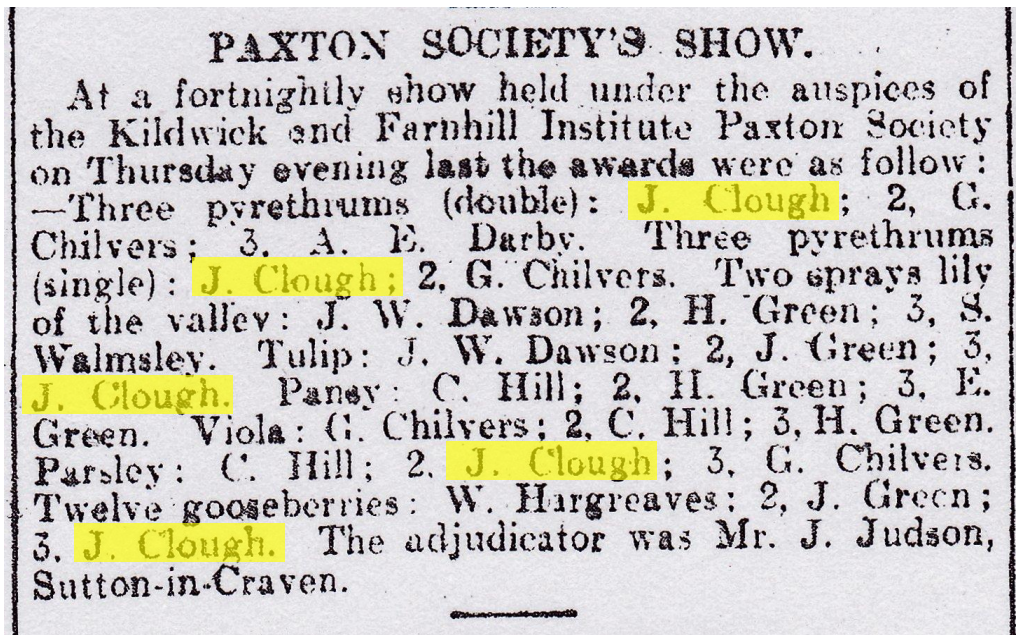 PAXTON SOCIETY'S SHOW.
At a fortnightly show held under the auspices of
the Kildwick and Farnhill Institute Paxton Society
on Thursday evening last the awards were as follow:
—Three pyrethrums (double): J. Clough; 2, G.
Chilvers; 3. A. E. Darby. Three pyrethrums
(single): J. Clough; 2, G. Chilvers. Two sprays lily
of the valley: J. W. Dawson; 2, H. Green; 3, S.
Walmsley. Tulip: J. W. Dawson; 2, J. Green; 3,
J. Clough. Pansy: C. Hill; 2, H. Green; 3, E.
Green. Viola: G. Chilvers; 2, C. Hill; 3, H. Green.
Parsley: C. Hill; 2, J. Clough; 3, G. Chilvers.
Twelve gooseberries: W. Hargreaves: 2, J. Green;
3, J. Clough. The adjudicator was Mr. J. Judson,
Sutton-in-Craven.